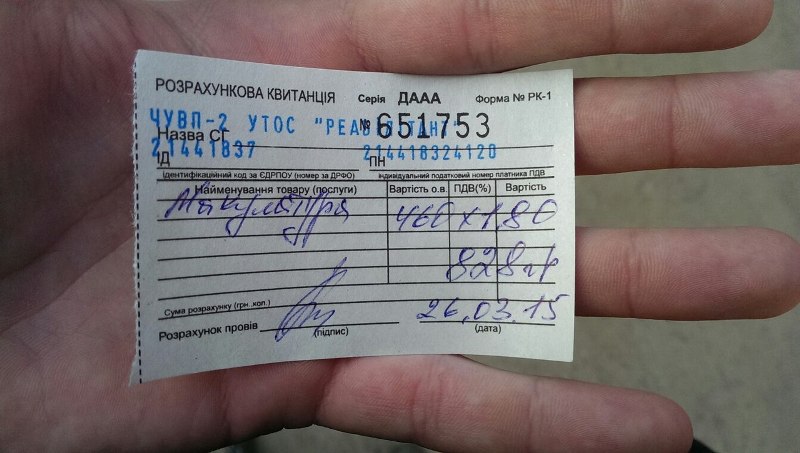 РОЗРАХУНКОВА КВИТАНЦІЯ Серія ДААА Форма № РК-1
ЧУВП-2 УТОС "РЕАБІЛІТАНТ"
Назва СГ № 651753
21441837 214418324120
ІД ПН
Ідентифікаційний код за ЄДРПОУ (номер за ДРФО) Індивідуальний податковий номер платника ПДВ
Найменування товару (послуги) Вартість о.в. ПДВ(%) Вартість
Макулатура 460 х 1,80
828
Сума розрахунку (грн.,коп.)
26.03.15
Розрахунок провів (підпис) (дата)